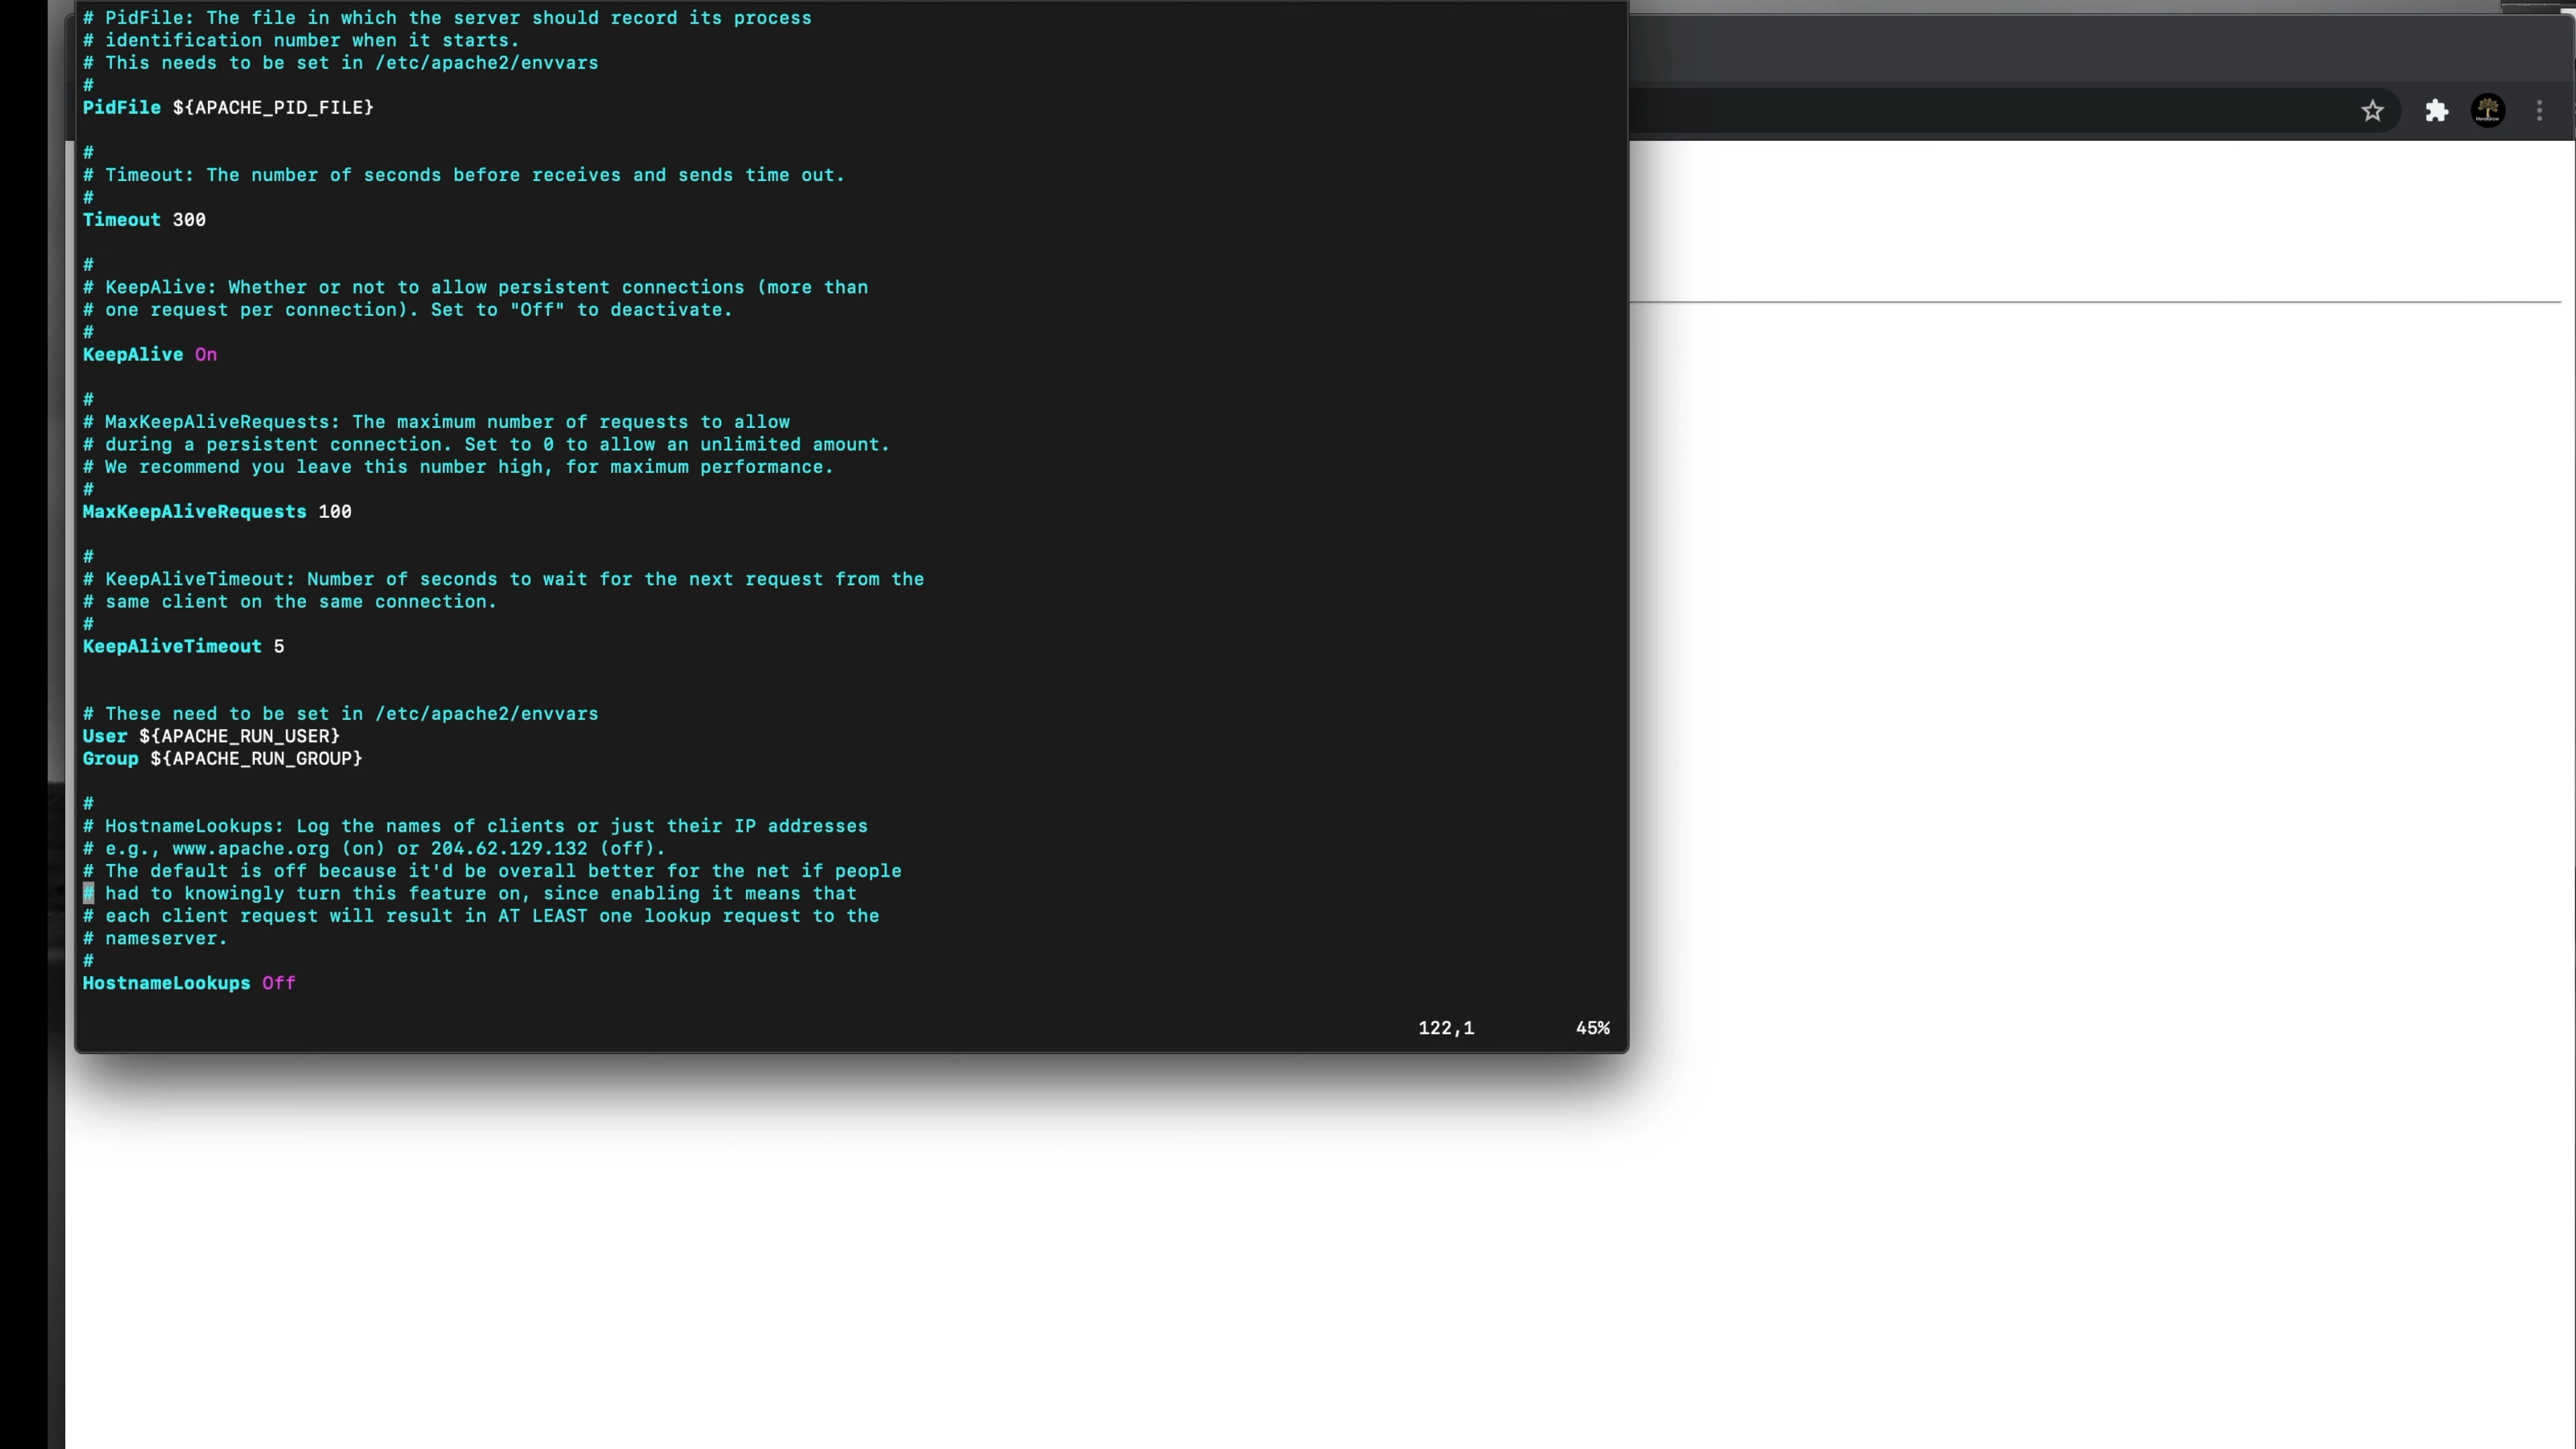 # PidFile: The file in which the server should record its process
# identification number when it starts.
# This needs to be set in /etc/apache2/envvars
#
PidFile ${APACHE_PID_FILE}
#
# Timeout: The number of seconds before receives and sends time out.
#
Timeout 300
#
# KeepAlive: Whether or not to allow persistent connections (more than
# one request per connection). Set to "Off" to deactivate.
#
KeepAlive On
#
# MaxKeepAliveRequests: The maximum number of requests to allow
# during a persistent connection. Set to 0 to allow an unlimited amount.
# We recommend you leave this number high, for maximum performance.
#
MaxKeepAliveRequests 100
#
# KeepAliveTimeout: Number of seconds to wait for the next request from the
# same client on the same connection.
#
KeepAliveTimeout 5
# These need to be set in /etc/apache2/envvars
User ${APACHE_RUN_USER}
Group ${APACHE_RUN_GROUP}
#
# HostnameLookups: Log the names of clients or just their IP addresses
# e.g., www.apache.org (on) or 204.62.129.132 (off).
# The default is off because it'd be overall better for the net if people
# had to knowingly turn this feature on, since enabling it means that
# each client request will result in AT LEAST one lookup request to the
# nameserver.
#
HostnameLookups Off
122,1 45%